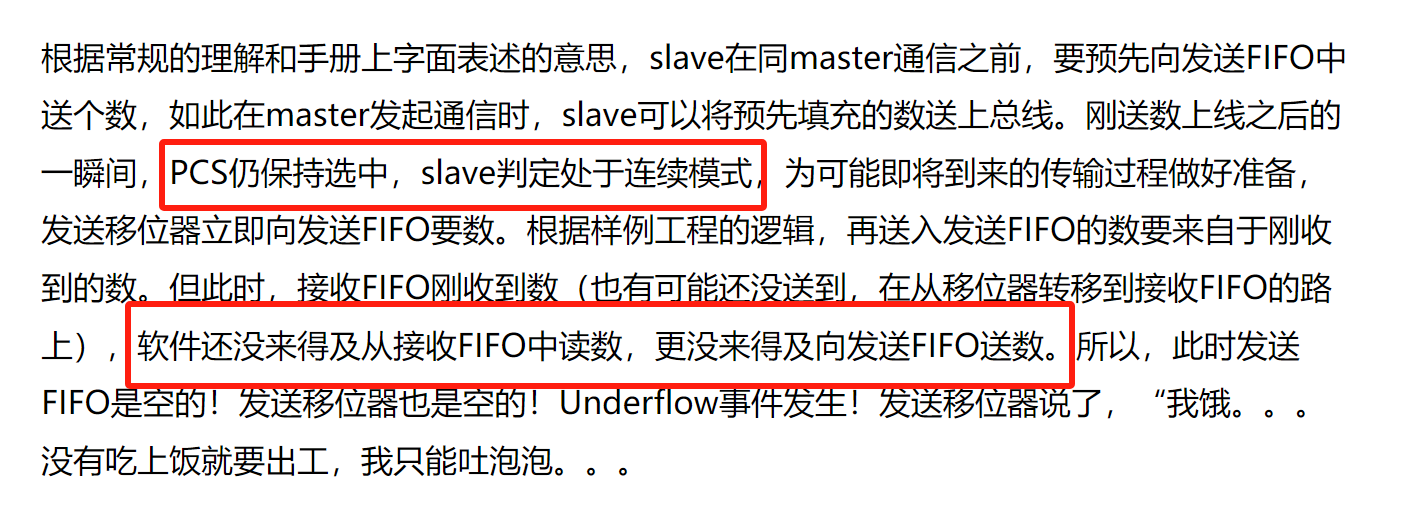 根据常规的理解和手册上字面表述的意思，slave在同master通信之前，要预先向发送FIFO中
送个数，如此在master发起通信时，slave可以将预先填充的数送上总线。刚送数上线之后的
一瞬间，PCS仍保持选中，slave判定处于连续模式，为可能即将到来的传输过程做好准备，
发送移位器立即向发送FIFO要数。根据样例工程的逻辑，再送入发送FIFO的数要来自于刚收
到的数。但此时，接收FIFO刚收到数（也有可能还没送到，在从移位器转移到接收FIFO的路
上），软件还没来得及从接收FIFO中读数，更没来得及向发送FIFO送数。所以，此时发送
FIFO是空的！发送移位器也是空的！Underflow事件发生！发送移位器说了，“我饿。。。
没有吃上饭就要出工，我只能吐泡泡。。。